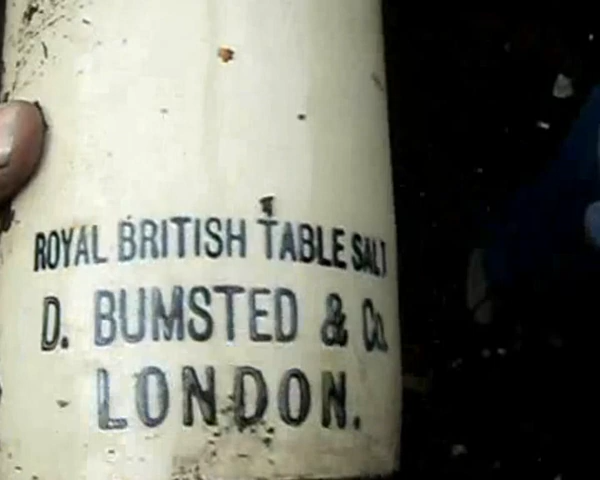 ROYAL BRITISH TABLE SALT
D. BUMSTED & Co.
LONDON.